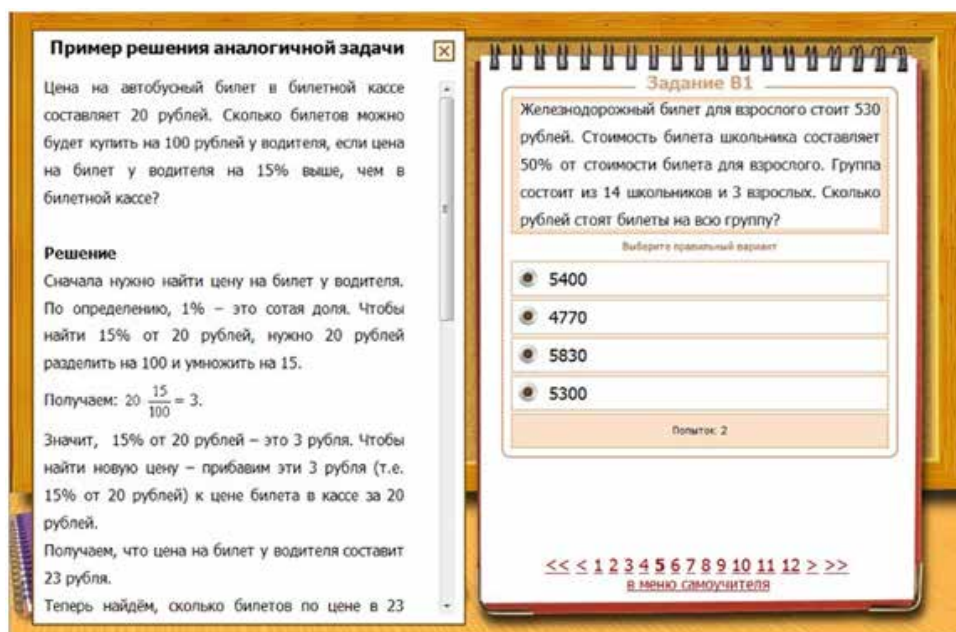 Пример решения аналогичной задачи
Цена на автобусный билет в билетной кассе
составляет 20 рублей. Сколько билетов можно
будет купить на 100 рублей у водителя, если цена
на билет у водителя на 15% выше, чем в
билетной кассе?
Решение
Сначала нужно найти цену на билет у водителя.
По определению, 1% – это сотая доля. Чтобы
найти 15% от 20 рублей, нужно 20 рублей
разделить на 100 и умножить на 15.
Получаем: 20 15/100 = 3.
Значит, 15% от 20 рублей – это 3 рубля. Чтобы
найти новую цену – прибавим эти 3 рубля (т.е.
15% от 20 рублей) к цене билета в кассе за 20
рублей.
Получаем, что цена на билет у водителя составит
23 рубля.
Теперь найдём, сколько билетов по цене в 23
Задание B1
Железнодорожный билет для взрослого стоит 530
рублей. Стоимость билета школьника составляет
50% от стоимости билета для взрослого. Группа
состоит из 14 школьников и 3 взрослых. Сколько
рублей стоят билеты на всю группу?
Выберите правильный вариант
5400
4770
5830
5300
Попыток: 2
<< < 1 2 3 4 5 6 7 8 9 10 11 12 > >>
в меню самоучителя